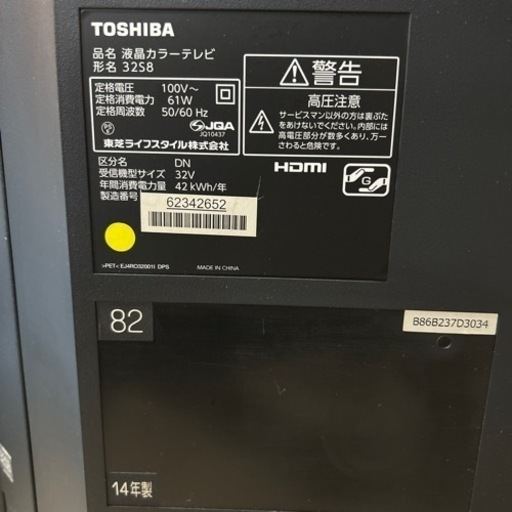 TOSHIBA
品名 液晶カラーテレビ
形名 32S8
定格電圧 100V～
定格消費電力 61W
定格周波数 50/60 Hz
JQA
JQ10437
東芝ライフスタイル株式会社
区分名 DN
受信機型サイズ 32V
年間消費電力量 42 kWh/年
製造番号
62342652
>PET< EJ4RO32001I DPS
MADE IN CHINA
警告
高圧注意
サービスマン以外の方は裏ぶた
をあけないでください。内部には
高電圧部分が数多くあり、万一
さわると危険です。
HDMI
G
82
B86B237D3034
14年製